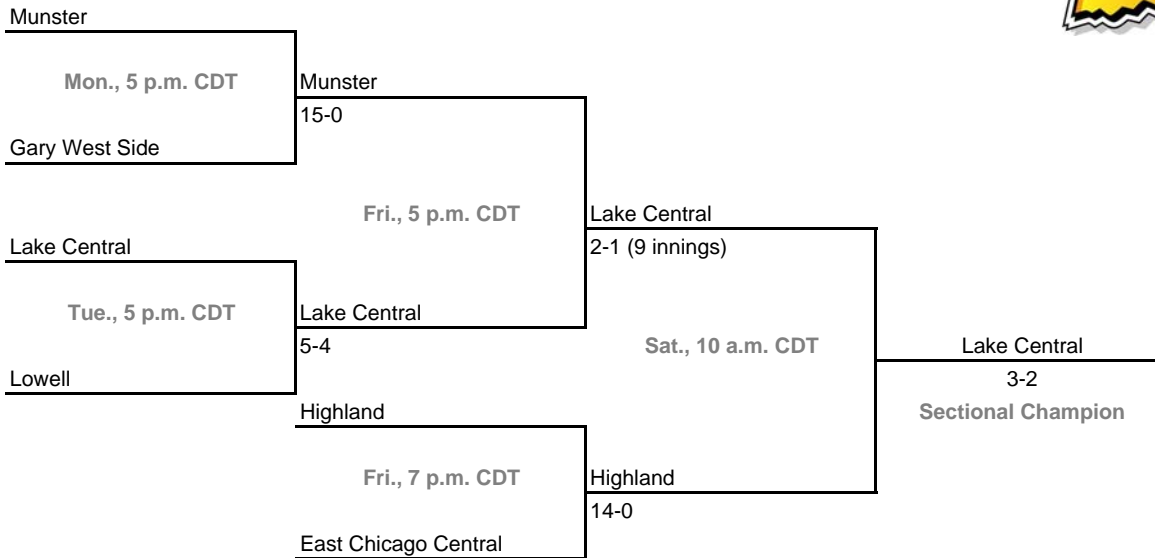 Munster
Mon., 5 p.m. CDT
Munster
15-0
Gary West Side
Fri., 5 p.m. CDT
Lake Central
Lake Central
2-1 (9 innings)
Tue., 5 p.m. CDT
Lake Central
5-4
Sat., 10 a.m. CDT
Lake Central
Lowell
3-2
Highland
Sectional Champion
Fri., 7 p.m. CDT
Highland
14-0
East Chicago Central